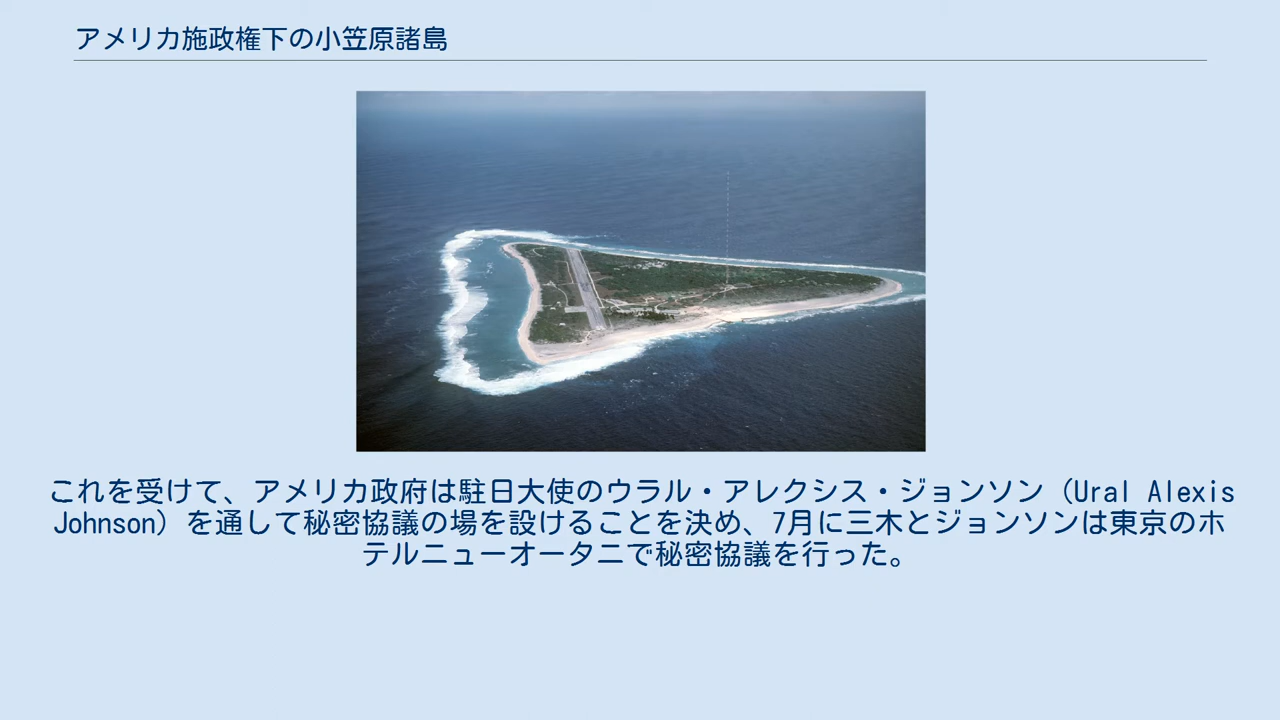 アメリカ施政権下の小笠原諸島
これを受けて、アメリカ政府は駐日大使のウラル・アレクシス・ジョンソン（Ural Alexis
Johnson）を通して秘密協議の場を設けることを決め、7月に三木とジョンソンは東京のホ
テルニューオータニで秘密協議を行った。